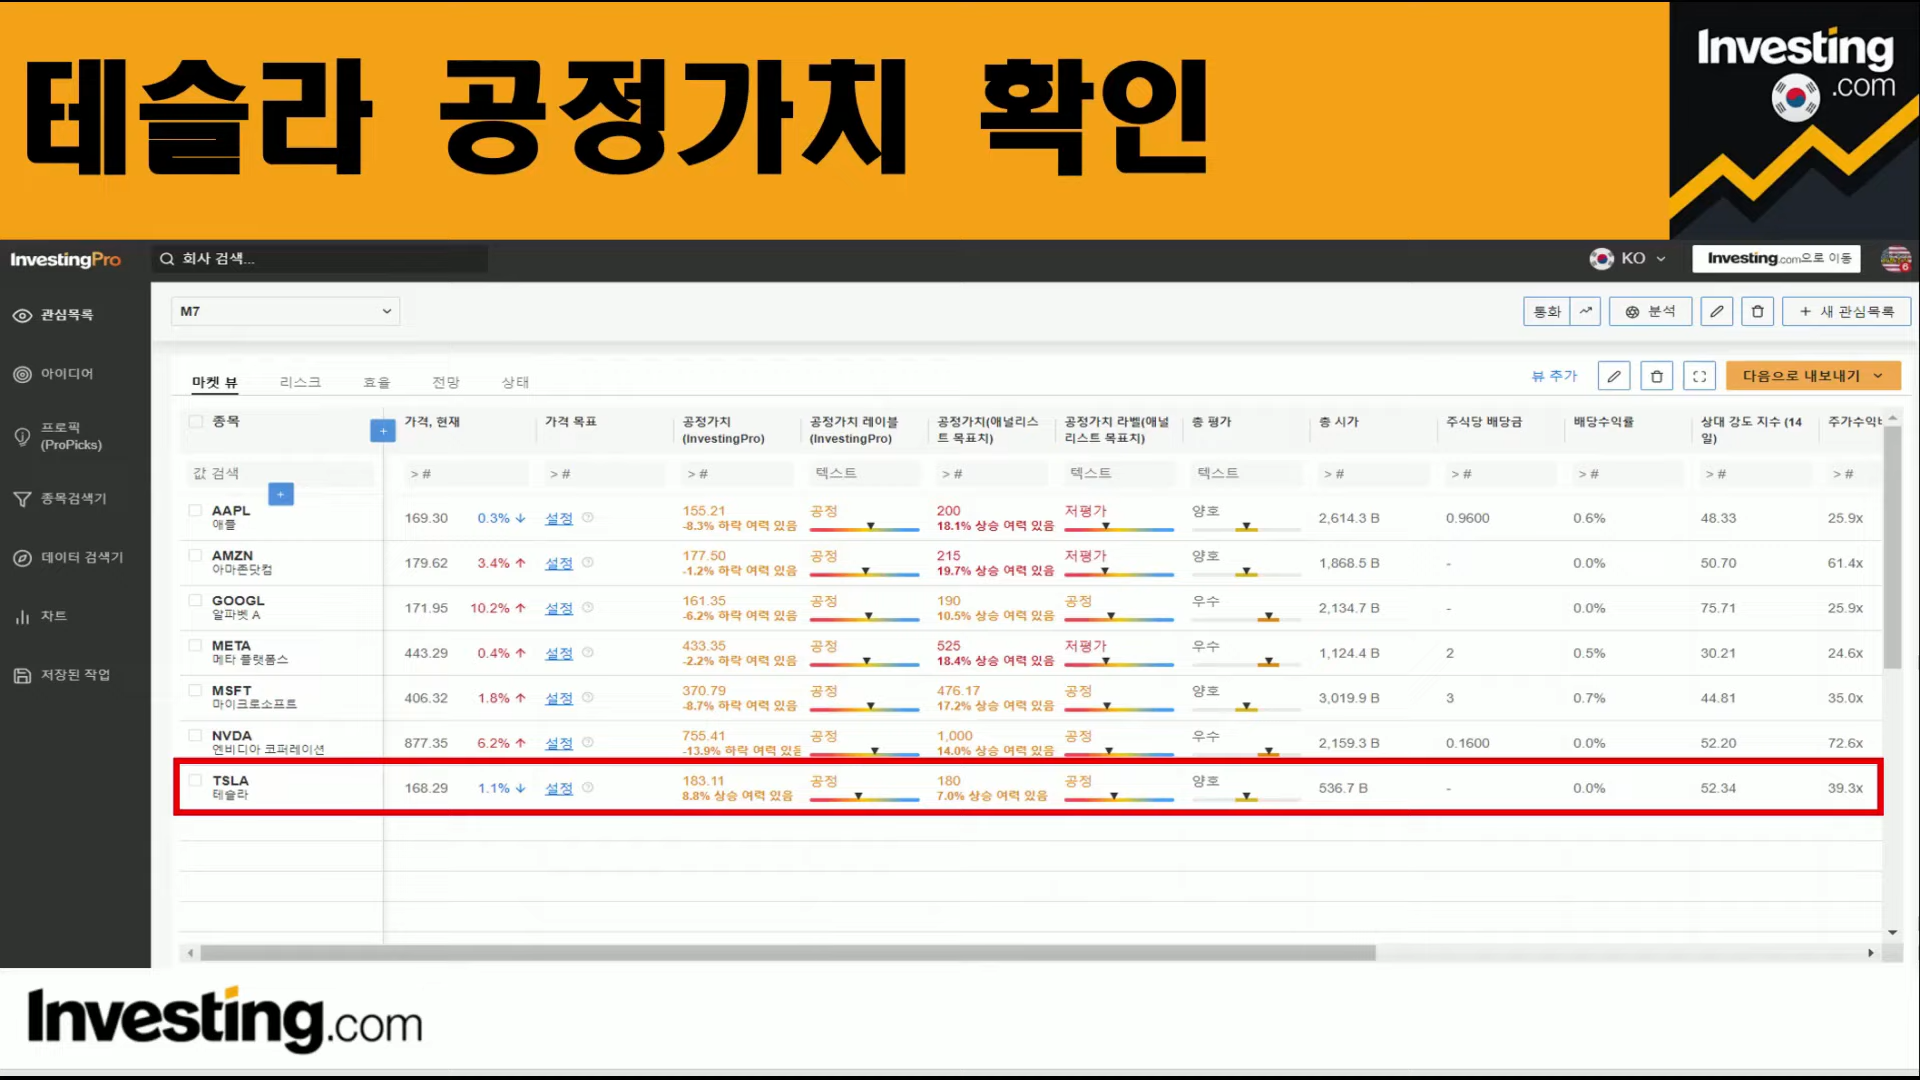 테슬라 공정가치 확인
Investing
.com
InvestingPro
회사 검색...
KO
Investing.com으로 이동
6
관심목록
아이디어
프로픽
(ProPicks)
종목검색기
데이터 검색기
차트
저장된 작업
M7
통화
분석
+ 새 관심목록
마켓 뷰 리스크 효율 전망 상태
뷰 추가
다음으로 내보내기
종목
+
가격, 현재
가격 목표
공정가치
(InvestingPro)
공정가치 레이블
(InvestingPro)
공정가치(애널리스
트 목표치)
공정가치 라벨(애널
리스트 목표치)
총 평가
총 시가
주식당 배당금
배당수익률
상대 강도 지수 (14
일)
주가수익비
값 검색 > # > # > # 텍스트 > # 텍스트 텍스트 > # > # > # > # > #
+
AAPL
애플
169.30 0.3% ↓ 설정
155.21
-8.3% 하락 여력 있음
공정
200
18.1% 상승 여력 있음
저평가
양호
2,614.3 B 0.9600 0.6% 48.33 25.9x
AMZN
아마존닷컴
179.62 3.4% ↑ 설정
177.50
-1.2% 하락 여력 있음
공정
215
19.7% 상승 여력 있음
저평가
양호
1,868.5 B - 0.0% 50.70 61.4x
GOOGL
알파벳 A
171.95 10.2% ↑ 설정
161.35
-6.2% 하락 여력 있음
공정
190
10.5% 상승 여력 있음
공정
우수
2,134.7 B - 0.0% 75.71 25.9x
META
메타 플랫폼스
443.29 0.4% ↑ 설정
433.35
-2.2% 하락 여력 있음
공정
525
18.4% 상승 여력 있음
저평가
우수
1,124.4 B 2 0.5% 30.21 24.6x
MSFT
마이크로소프트
406.32 1.8% ↑ 설정
370.79
-8.7% 하락 여력 있음
공정
476.17
17.2% 상승 여력 있음
공정
양호
3,019.9 B 3 0.7% 44.81 35.0x
NVDA
엔비디아 코퍼레이션
877.35 6.2% ↑ 설정
755.41
-13.9% 하락 여력 있음
공정
1,000
14.0% 상승 여력 있음
공정
우수
2,159.3 B 0.1600 0.0% 52.20 72.6x
TSLA
테슬라
168.29 1.1% ↓ 설정
183.11
8.8% 상승 여력 있음
공정
180
7.0% 상승 여력 있음
공정
양호
536.7 B - 0.0% 52.34 39.3x
Investing.com